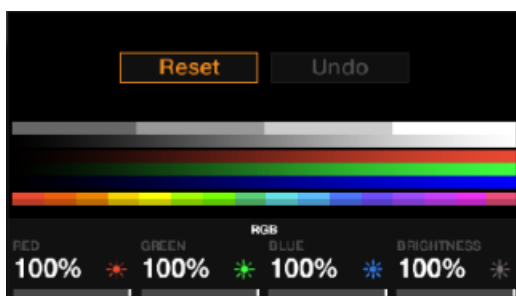 Reset Undo
RGB
RED GREEN BLUE BRIGHTNESS
100% 100% 100% 100%